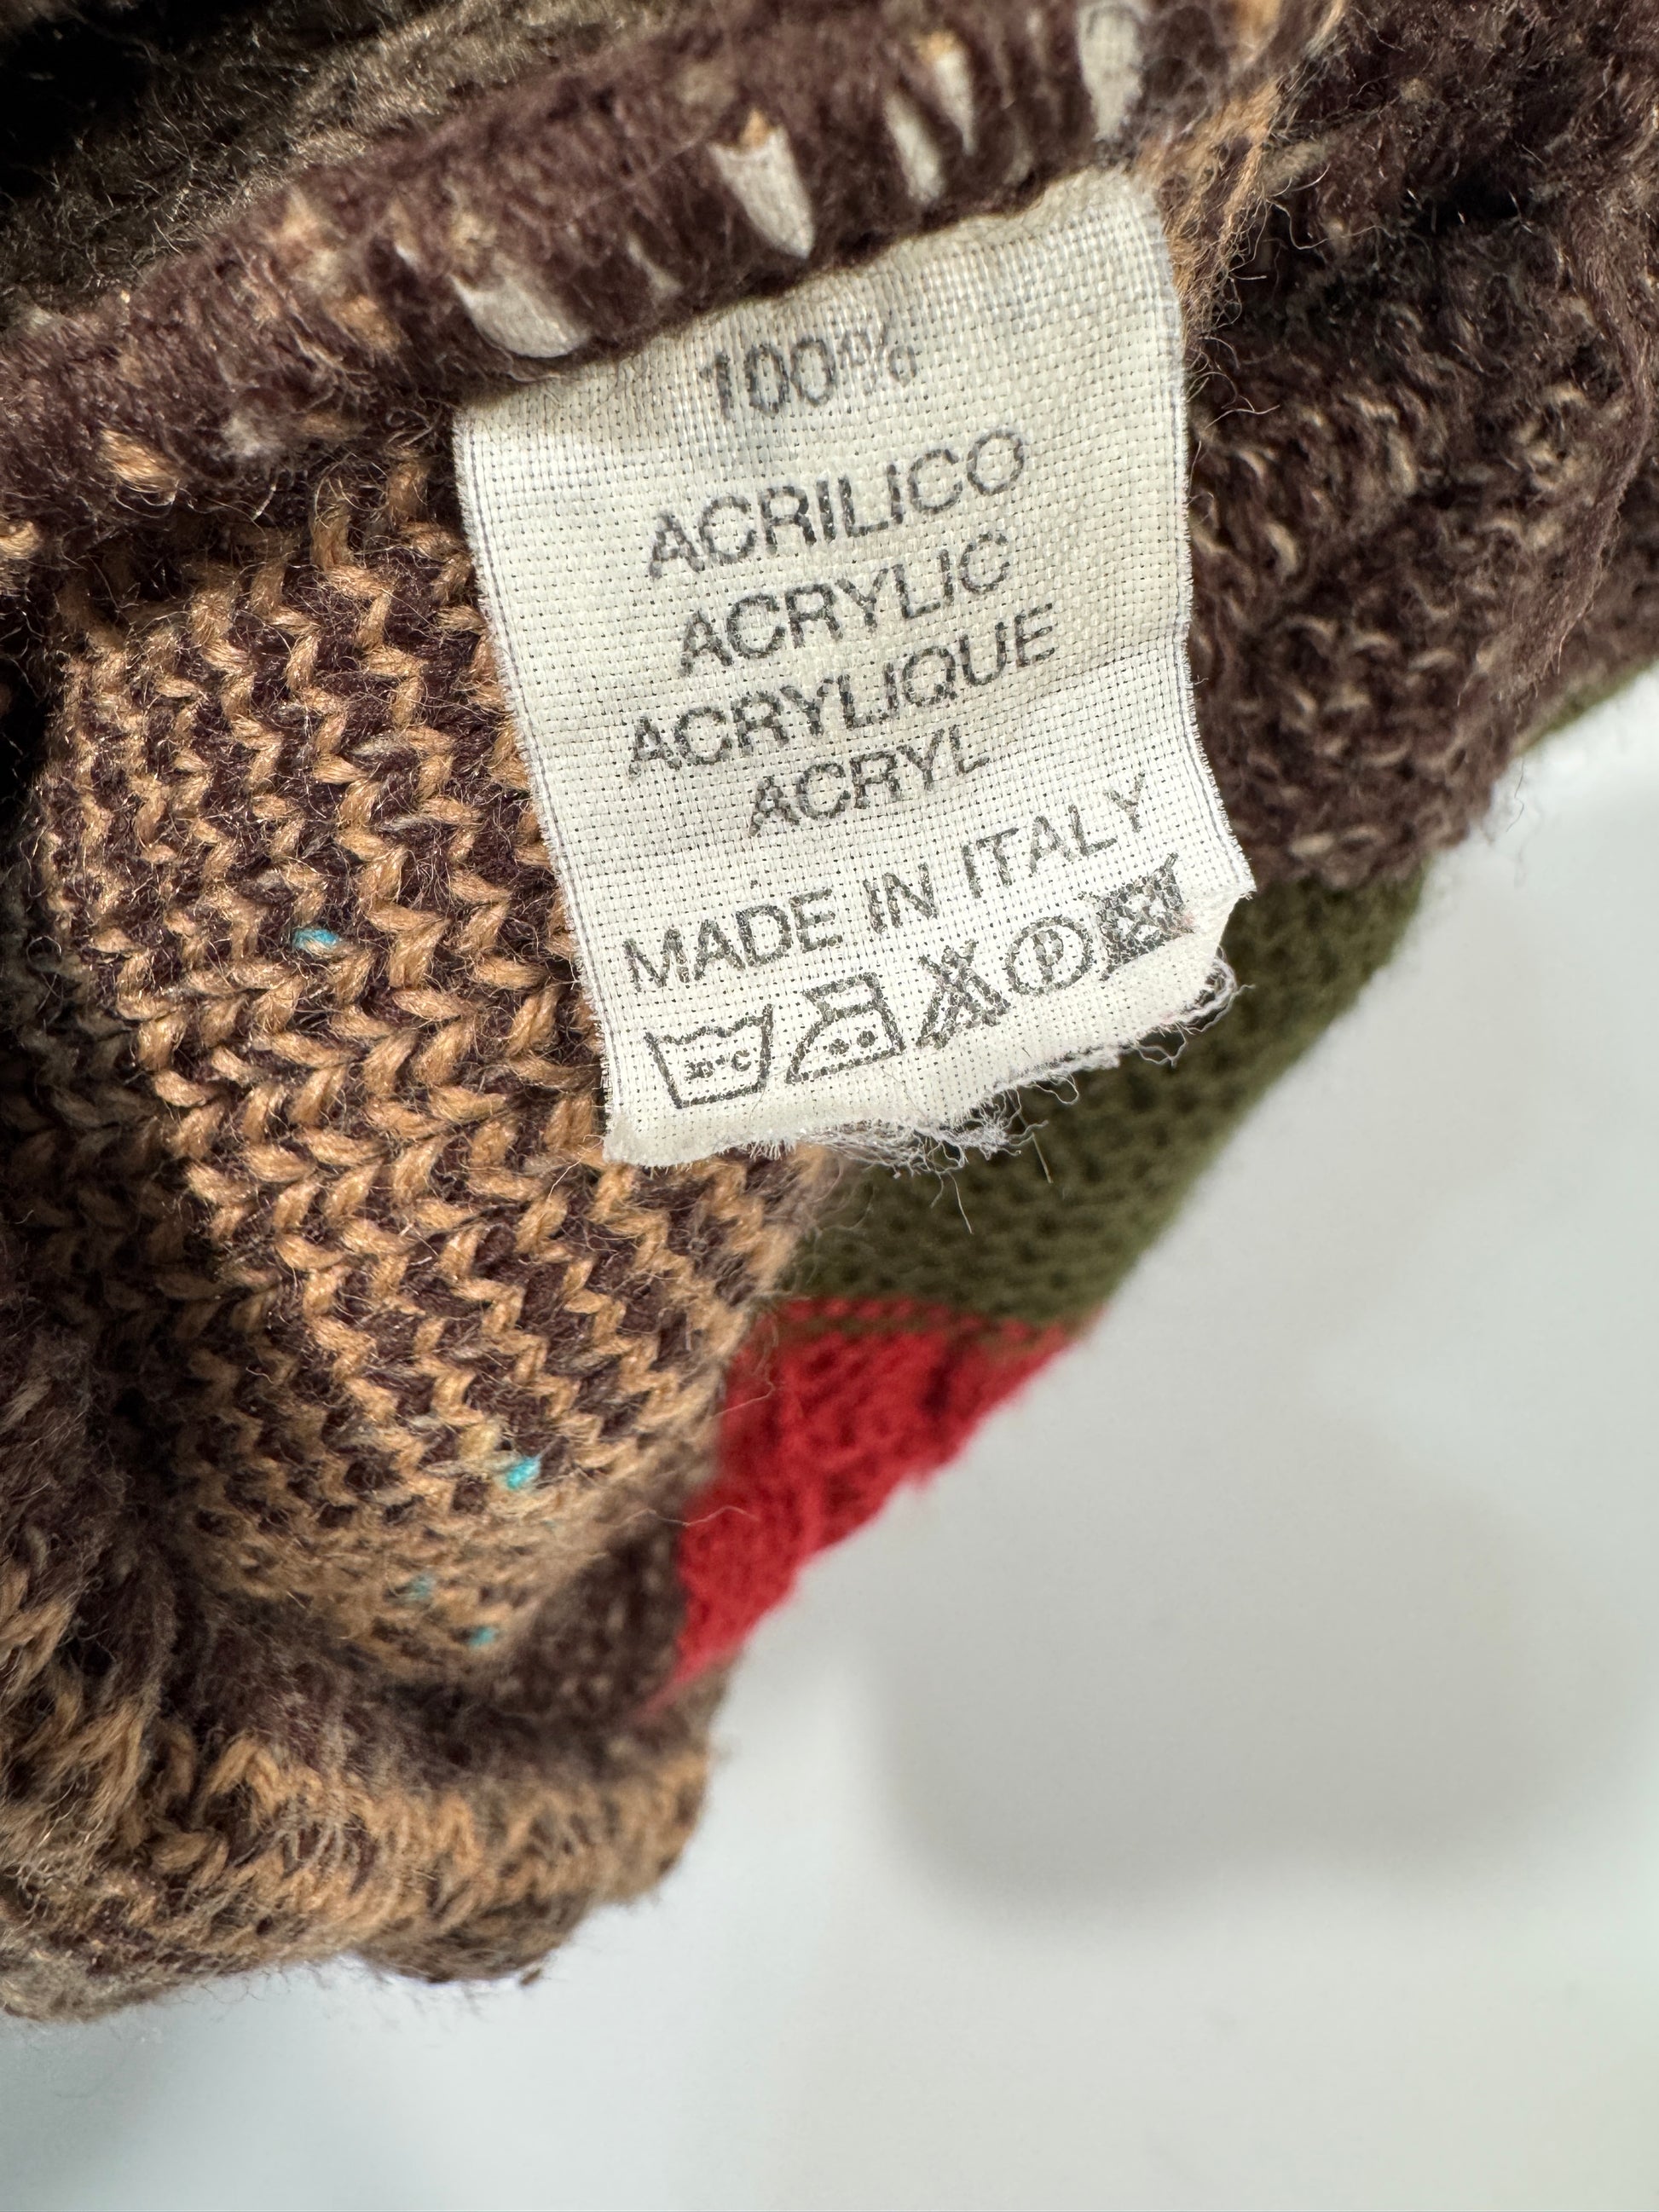 100%
ACRILICO
ACRYLIC
ACRYLIQUE
ACRYL
MADE IN ITALY
P